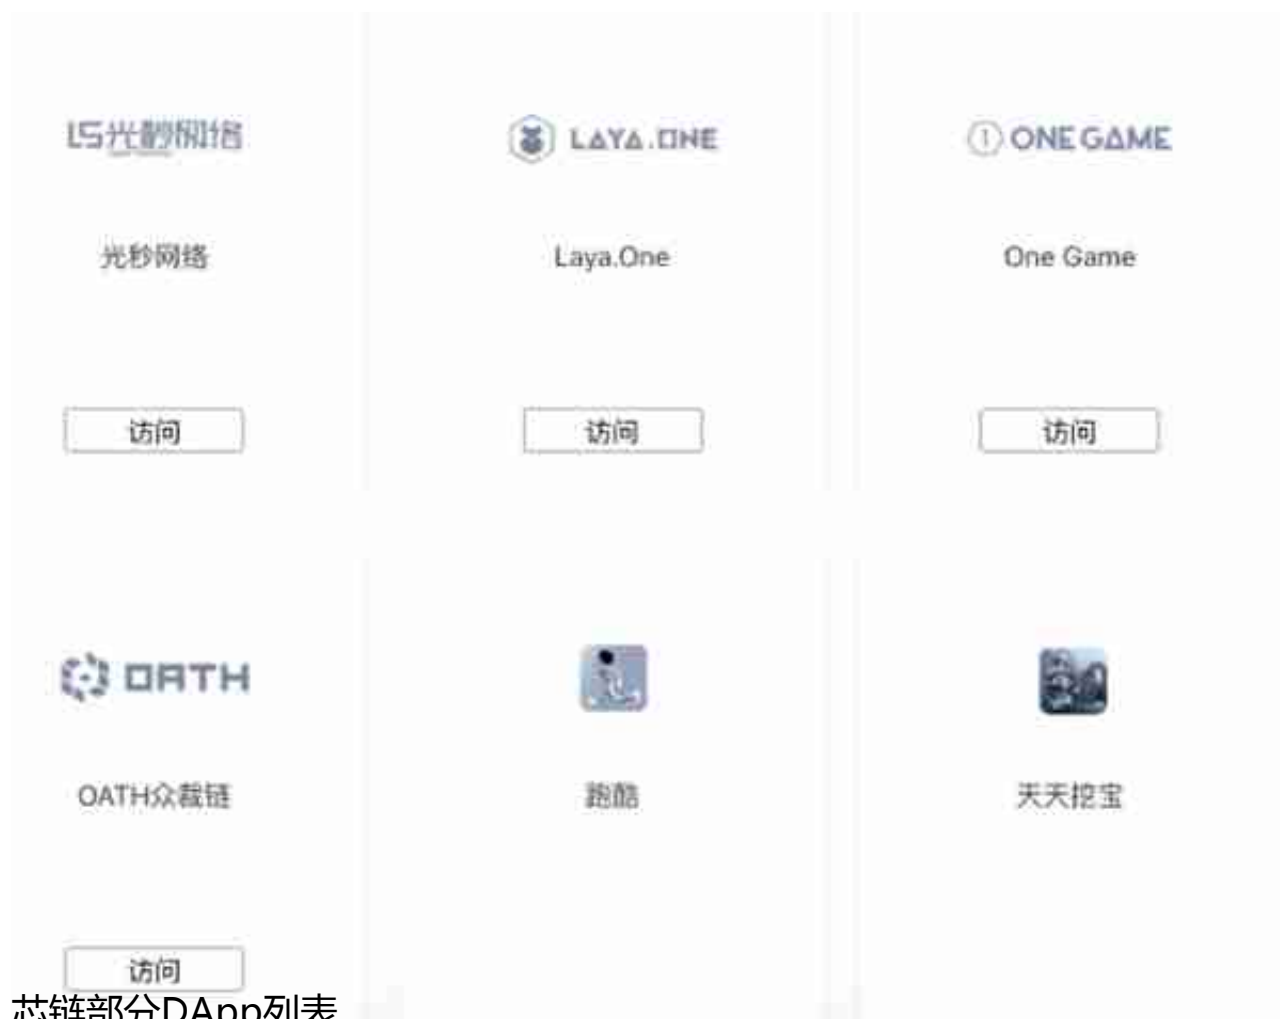 LS光秒网络
LAYA.ONE
ONE GAME
光秒网络
Laya.One
One Game
访问
访问
访问
OATH
OATH众裁链
跑酷
天天挖宝
访问
芯链部分DApp列表